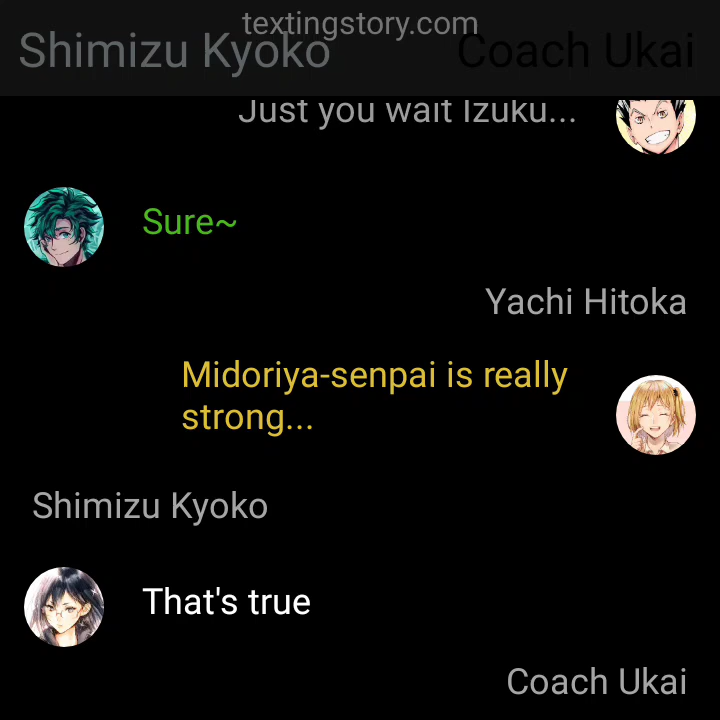 textingstory.com
Shimizu Kyoko
Coach Ukai
Just you wait Izuku...
Sure~
Yachi Hitoka
Midoriya-senpai is really
strong...
Shimizu Kyoko
That's true
Coach Ukai